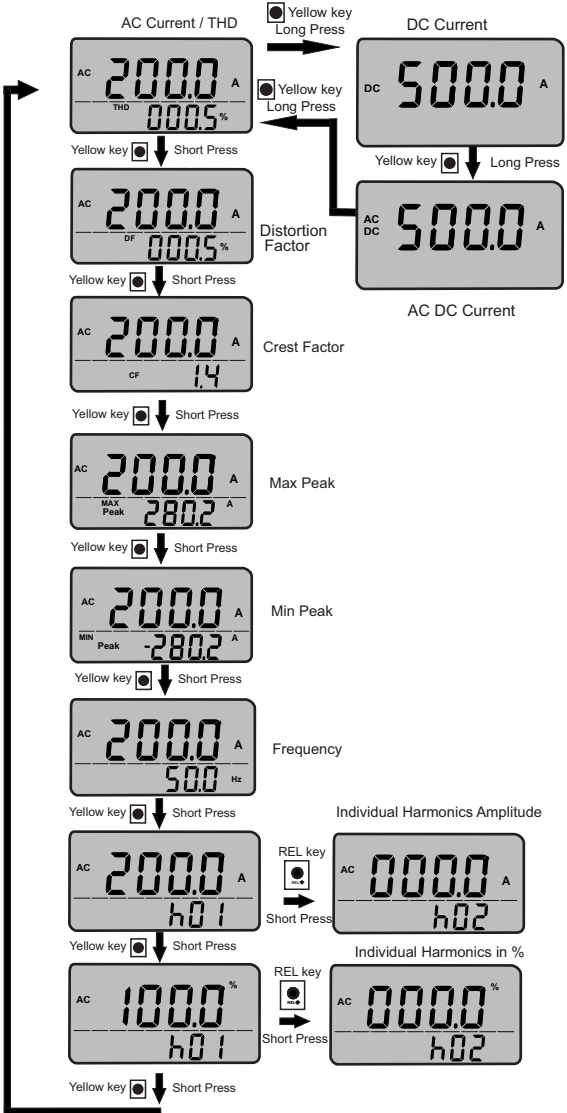 AC Current / THD
Yellow key
Long Press
DC Current
AC 200.0 A
THD 000.5 %
DC 500.0 A
Yellow key
Long Press
Yellow key Short Press
Yellow key Long Press
AC 200.0 A
DF 000.5 %
Distortion
Factor
AC
DC 500.0 A
AC DC Current
Yellow key Short Press
AC 200.0 A
CF 1.4
Crest Factor
Yellow key Short Press
AC 200.0 A
MAX
Peak 280.2 A
Max Peak
Yellow key Short Press
AC 200.0 A
MIN Peak -280.2 A
Min Peak
Yellow key Short Press
AC 200.0 A
50.0 Hz
Frequency
Yellow key Short Press
Individual Harmonics Amplitude
AC 200.0 A
h01
REL key
REL
Short Press
AC 000.0 A
h02
Yellow key Short Press
Individual Harmonics in %
AC 100.0 %
h01
REL key
REL
Short Press
AC 000.0 %
h02
Yellow key Short Press